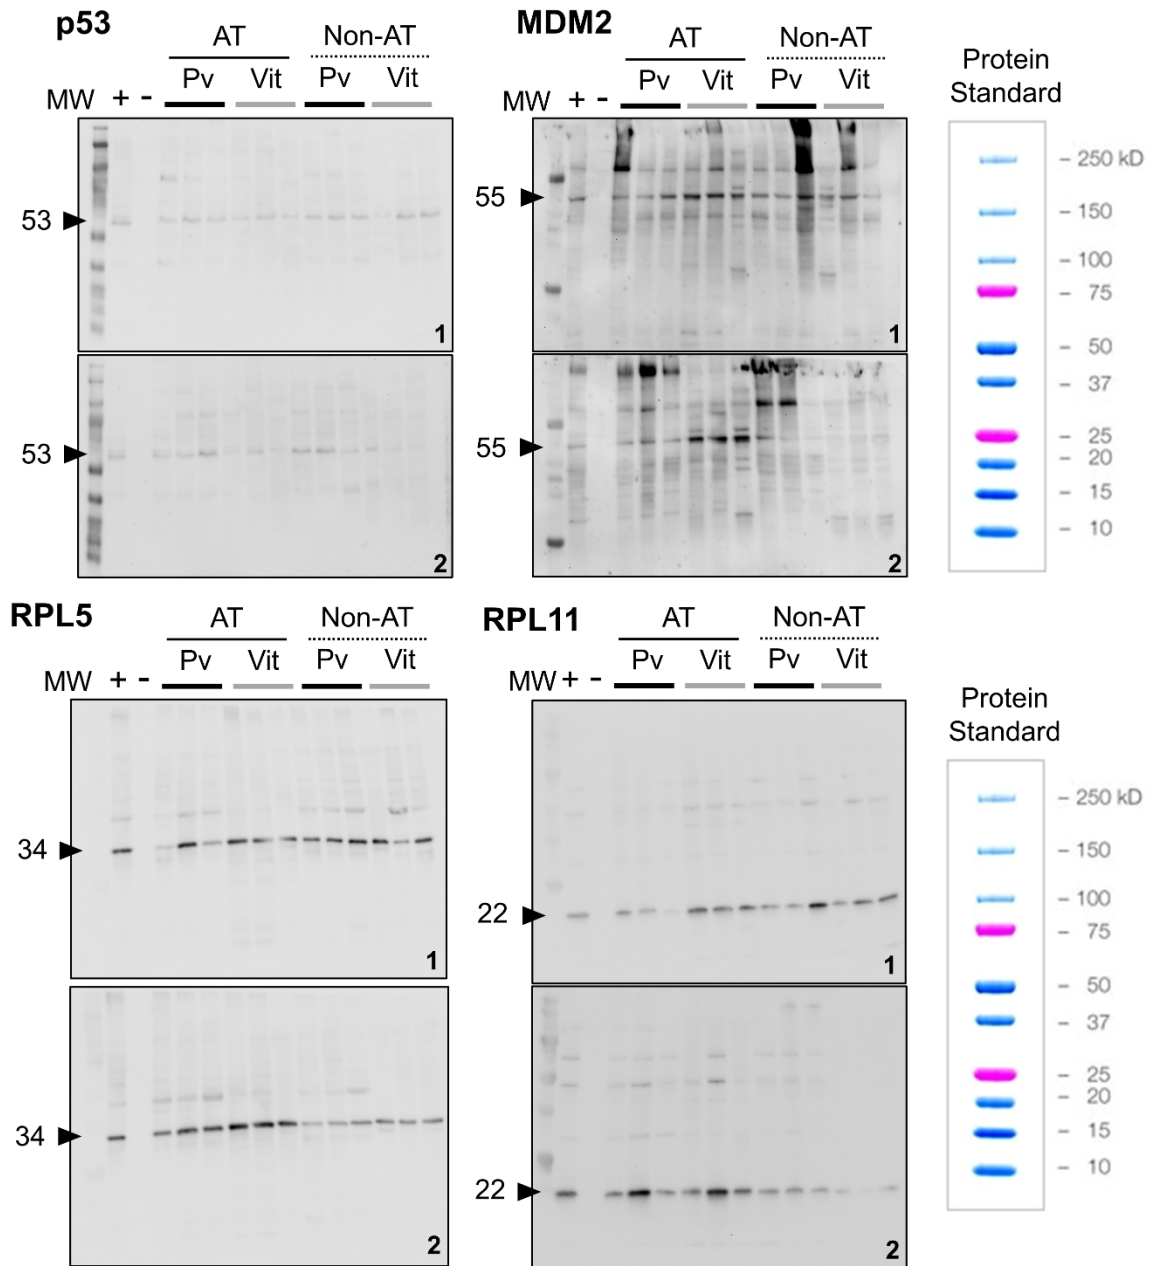 p53
AT
Non-AT
Pv Vit Pv Vit
MW + -
53
1
53
2
MDM2
AT
Non-AT
Pv Vit Pv Vit
MW + -
55
1
55
2
Protein
Standard
- 250 kD
- 150
- 100
- 75
- 50
- 37
- 25
- 20
- 15
- 10
RPL5
AT
Non-AT
Pv Vit Pv Vit
MW + -
34
1
34
2
RPL11
AT
Non-AT
Pv Vit Pv Vit
MW + -
22
1
22
2
Protein
Standard
- 250 kD
- 150
- 100
- 75
- 50
- 37
- 25
- 20
- 15
- 10